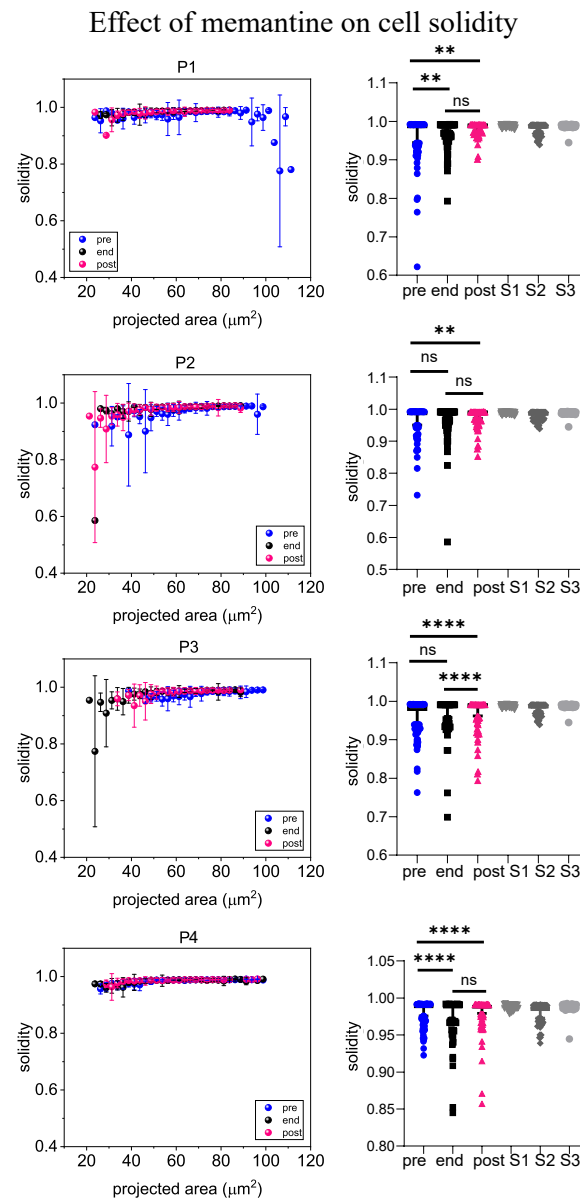 Effect of memantine on cell solidity
P1
solidity
1.0
0.8
0.6
0.4
pre
end
post
20 40 60 80 100 120
projected area (μm²)
**
**
ns
solidity
1.1
1.0
0.9
0.8
0.7
0.6
pre end post S1 S2 S3
P2
solidity
1.0
0.8
0.6
0.4
pre
end
post
20 40 60 80 100 120
projected area (μm²)
**
ns
ns
solidity
1.1
1.0
0.9
0.8
0.7
0.6
0.5
pre end post S1 S2 S3
P3
solidity
1.0
0.8
0.6
0.4
pre
end
post
20 40 60 80 100 120
projected area (μm²)
****
ns
****
solidity
1.1
1.0
0.9
0.8
0.7
0.6
pre end post S1 S2 S3
P4
solidity
1.0
0.8
0.6
0.4
pre
end
post
20 40 60 80 100 120
projected area (μm²)
****
****
ns
solidity
1.05
1.00
0.95
0.90
0.85
0.80
pre end post S1 S2 S3